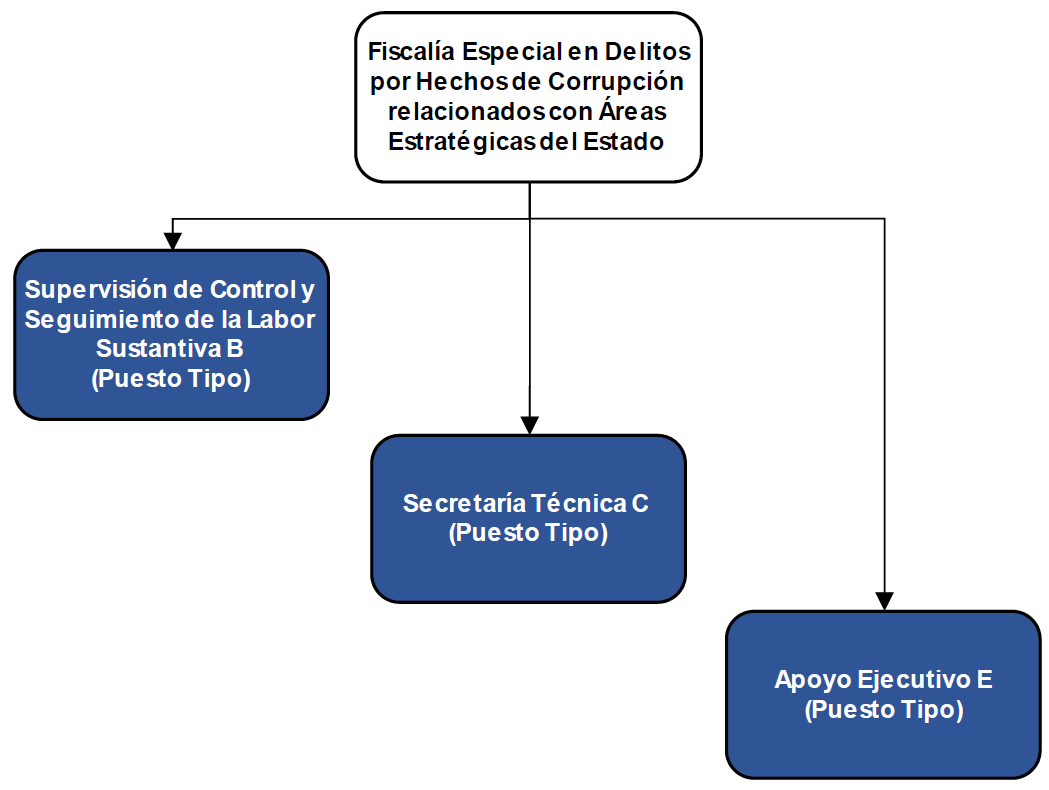 Fiscalía Especial en Delitos
por Hechos de Corrupción
relacionados con Áreas
Estratégicas del Estado
Supervisión de Control y
Seguimiento de la Labor
Sustantiva B
(Puesto Tipo)
Secretaría Técnica C
(Puesto Tipo)
Apoyo Ejecutivo E
(Puesto Tipo)